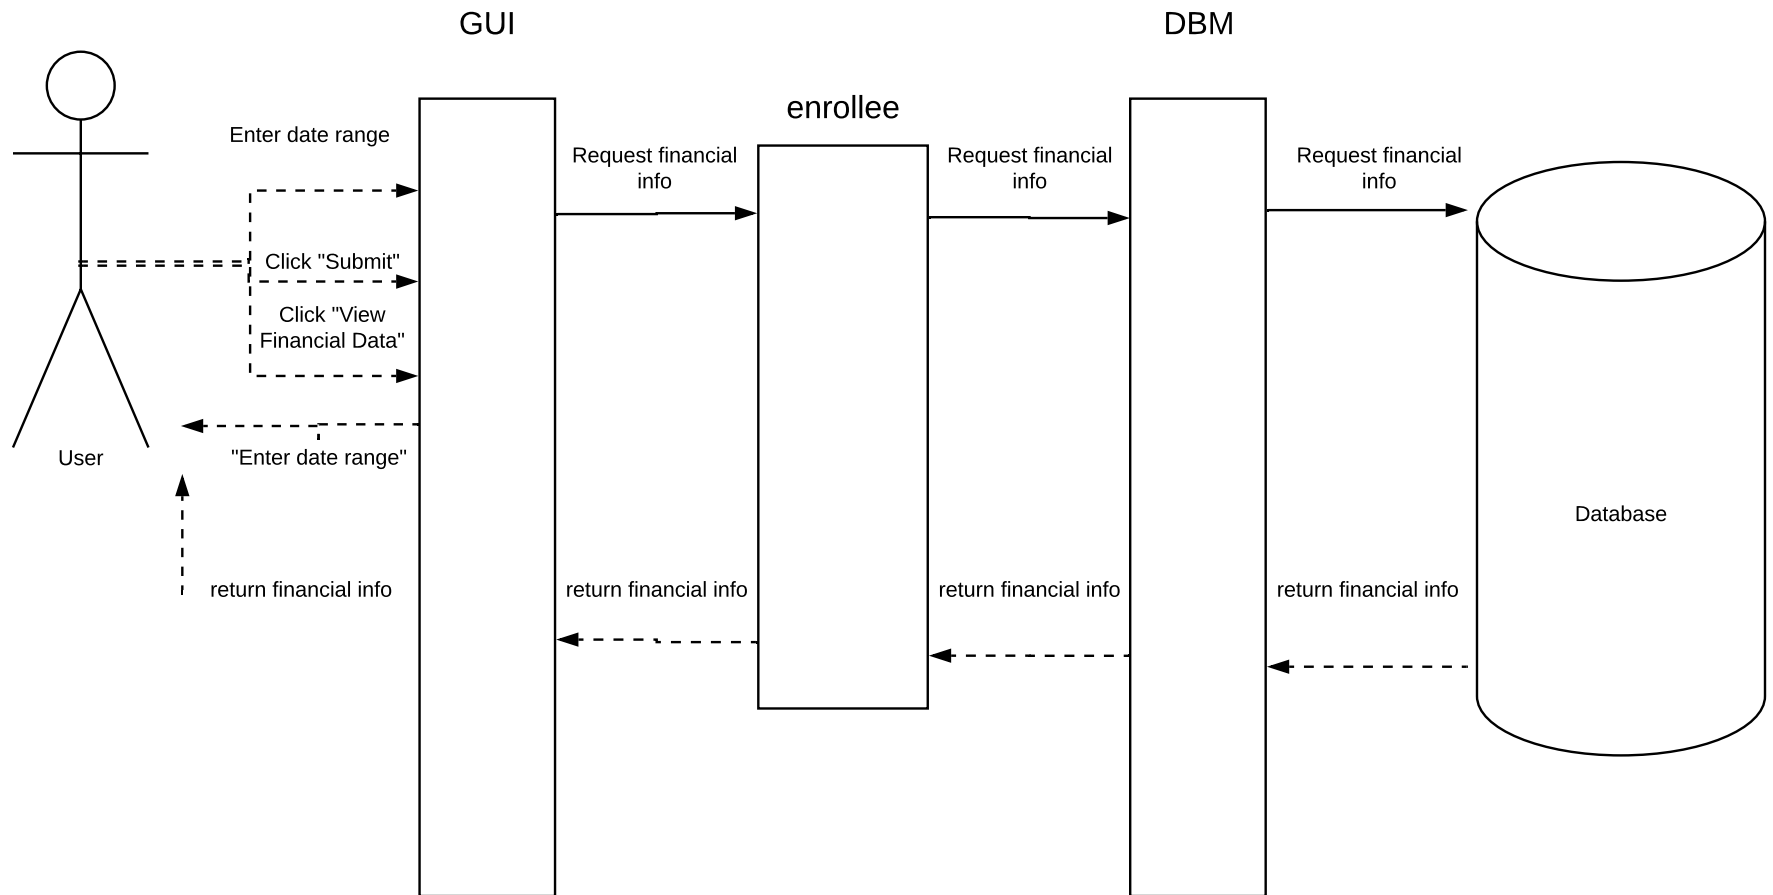 GUI
DBM
enrollee
Enter date range
Request financial
info
Request financial
info
Request financial
info
Click "Submit"
Click "View
Financial Data"
User
"Enter date range"
Database
return financial info
return financial info
return financial info
return financial info